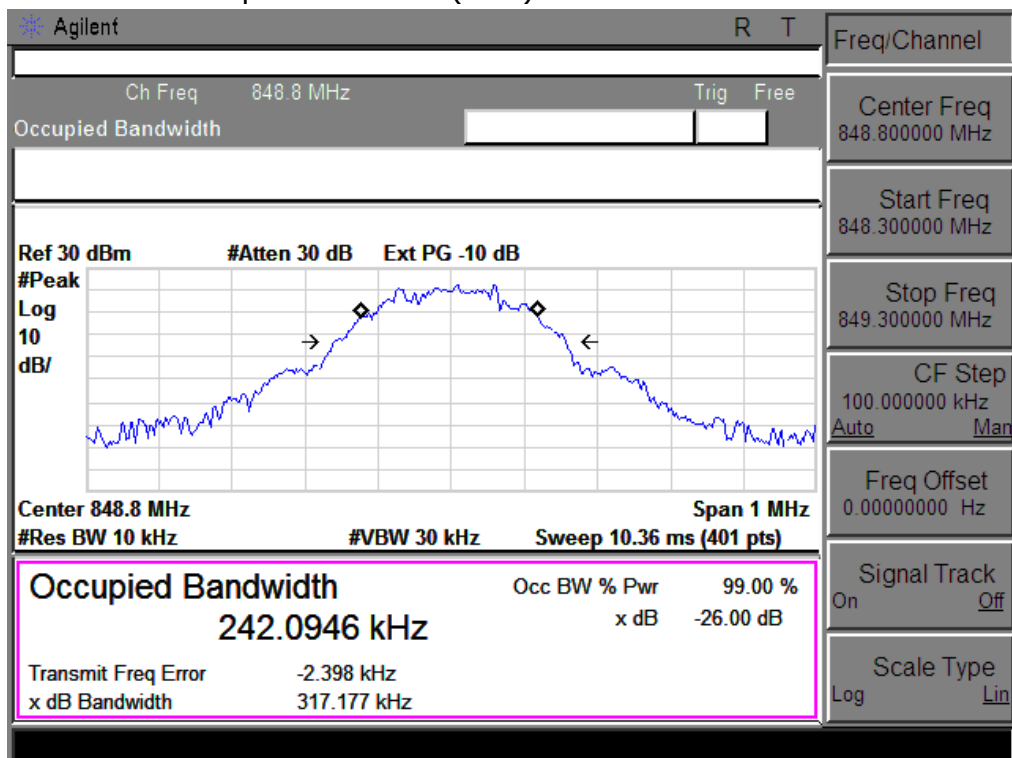 Agilent R T
Freq/Channel
Ch Freq 848.8 MHz Trig Free
Occupied Bandwidth
Center Freq
848.800000 MHz
Start Freq
848.300000 MHz
Stop Freq
849.300000 MHz
CF Step
100.000000 kHz
Auto Man
Freq Offset
0.00000000 Hz
Signal Track
On Off
Scale Type
Log Lin
Ref 30 dBm #Atten 30 dB Ext PG -10 dB
#Peak
Log
10
dB/
Center 848.8 MHz Span 1 MHz
#Res BW 10 kHz #VBW 30 kHz Sweep 10.36 ms (401 pts)
Occupied Bandwidth Occ BW % Pwr 99.00 %
242.0946 kHz x dB -26.00 dB
Transmit Freq Error -2.398 kHz
x dB Bandwidth 317.177 kHz